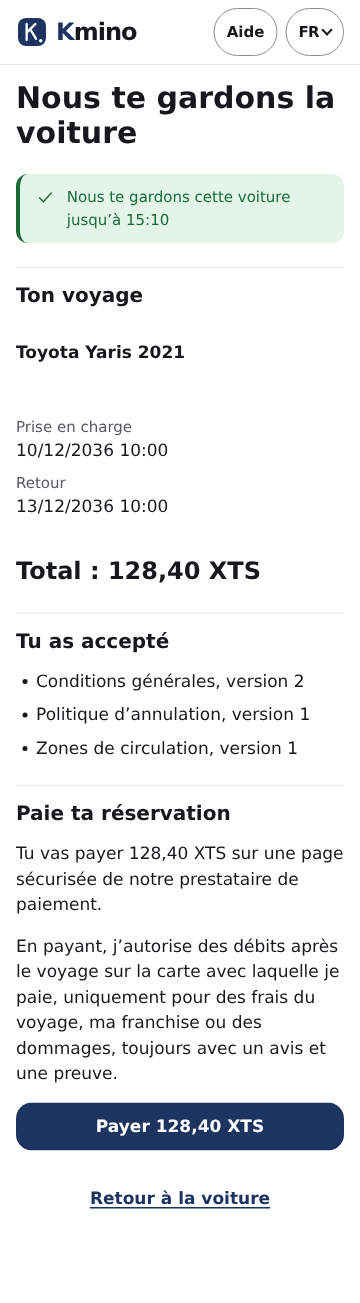 Kmino
Aide
FR
Nous te gardons la
voiture
Nous te gardons cette voiture
jusqu’à 15:10
Ton voyage
Toyota Yaris 2021
Prise en charge
10/12/2036 10:00
Retour
13/12/2036 10:00
Total : 128,40 XTS
Tu as accepté
• Conditions générales, version 2
• Politique d’annulation, version 1
• Zones de circulation, version 1
Paie ta réservation
Tu vas payer 128,40 XTS sur une page
sécurisée de notre prestataire de
paiement.
En payant, j’autorise des débits après
le voyage sur la carte avec laquelle je
paie, uniquement pour des frais du
voyage, ma franchise ou des
dommages, toujours avec un avis et
une preuve.
Payer 128,40 XTS
Retour à la voiture